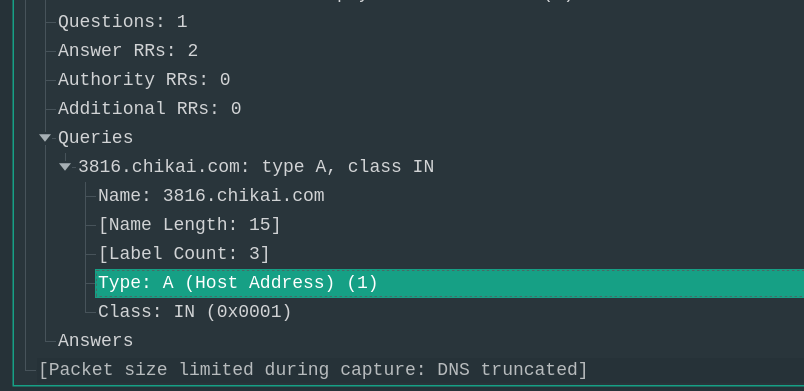 Questions: 1
Answer RRs: 2
Authority RRs: 0
Additional RRs: 0
Queries
3816.chikai.com: type A, class IN
Name: 3816.chikai.com
[Name Length: 15]
[Label Count: 3]
Type: A (Host Address) (1)
Class: IN (0x0001)
Answers
[Packet size limited during capture: DNS truncated]